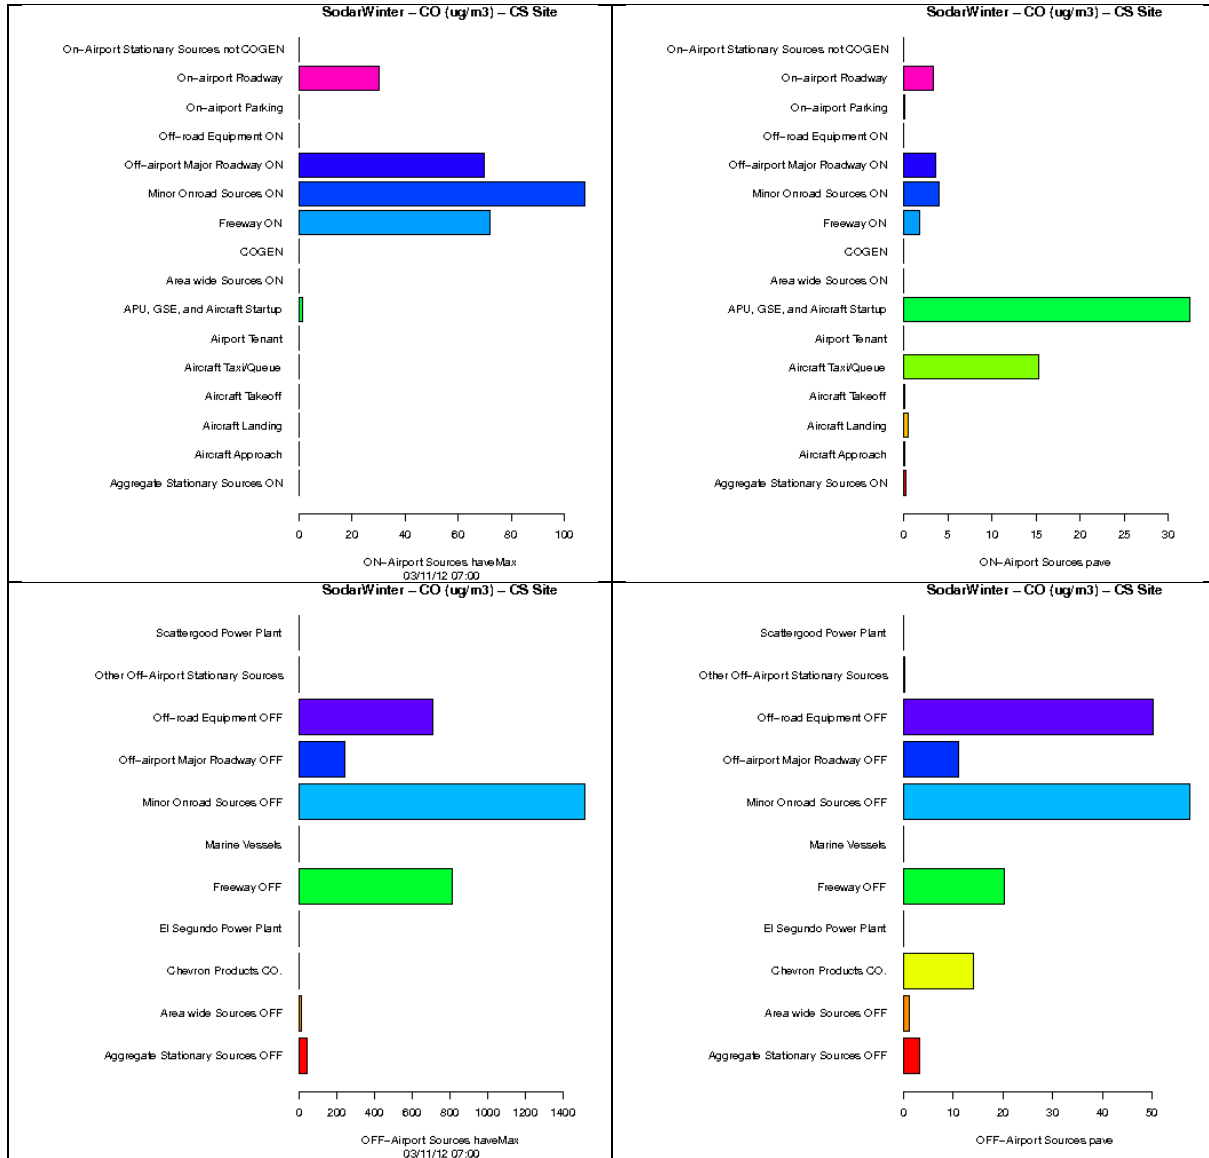 SodarWinter – CO (ug/m3) – CS Site
On–Airport Stationary Sources not COGEN
On–airport Roadway
On–airport Parking
Off–road Equipment ON
Off–airport Major Roadway ON
Minor Onroad Sources ON
Freeway ON
COGEN
Area wide Sources ON
APU, GSE, and Aircraft Startup
Airport Tenant
Aircraft Taxi/Queue
Aircraft Takeoff
Aircraft Landing
Aircraft Approach
Aggregate Stationary Sources ON
0 20 40 60 80 100
ON–Airport Sources haveMax
03/11/12 07:00
SodarWinter – CO (ug/m3) – CS Site
On–Airport Stationary Sources not COGEN
On–airport Roadway
On–airport Parking
Off–road Equipment ON
Off–airport Major Roadway ON
Minor Onroad Sources ON
Freeway ON
COGEN
Area wide Sources ON
APU, GSE, and Aircraft Startup
Airport Tenant
Aircraft Taxi/Queue
Aircraft Takeoff
Aircraft Landing
Aircraft Approach
Aggregate Stationary Sources ON
0 5 10 15 20 25 30
ON–Airport Sources pave
SodarWinter – CO (ug/m3) – CS Site
Scattergood Power Plant
Other Off–Airport Stationary Sources
Off–road Equipment OFF
Off–airport Major Roadway OFF
Minor Onroad Sources OFF
Marine Vessels
Freeway OFF
El Segundo Power Plant
Chevron Products CO.
Area wide Sources OFF
Aggregate Stationary Sources OFF
0 200 400 600 800 1000 1200 1400
OFF–Airport Sources haveMax
03/11/12 07:00
SodarWinter – CO (ug/m3) – CS Site
Scattergood Power Plant
Other Off–Airport Stationary Sources
Off–road Equipment OFF
Off–airport Major Roadway OFF
Minor Onroad Sources OFF
Marine Vessels
Freeway OFF
El Segundo Power Plant
Chevron Products CO.
Area wide Sources OFF
Aggregate Stationary Sources OFF
0 10 20 30 40 50
OFF–Airport Sources pave